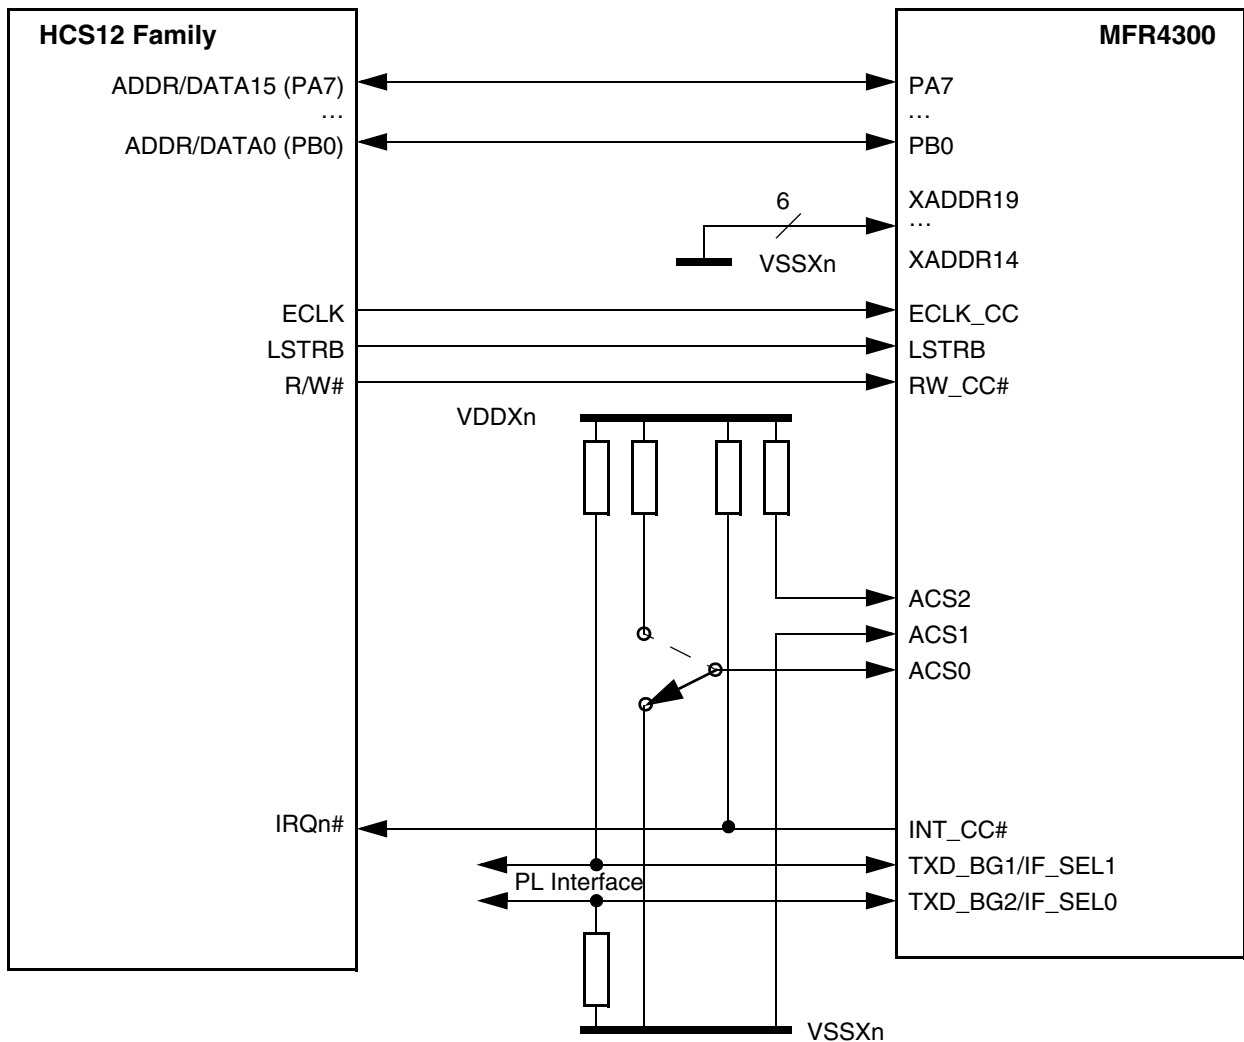 HCS12 Family
MFR4300
ADDR/DATA15 (PA7)
PA7
...
...
ADDR/DATA0 (PB0)
PB0
6
XADDR19
...
VSSXn
XADDR14
ECLK
ECLK_CC
LSTRB
LSTRB
R/W#
RW_CC#
VDDXn
ACS2
ACS1
ACS0
IRQn#
INT_CC#
TXD_BG1/IF_SEL1
PL Interface
TXD_BG2/IF_SEL0
VSSXn